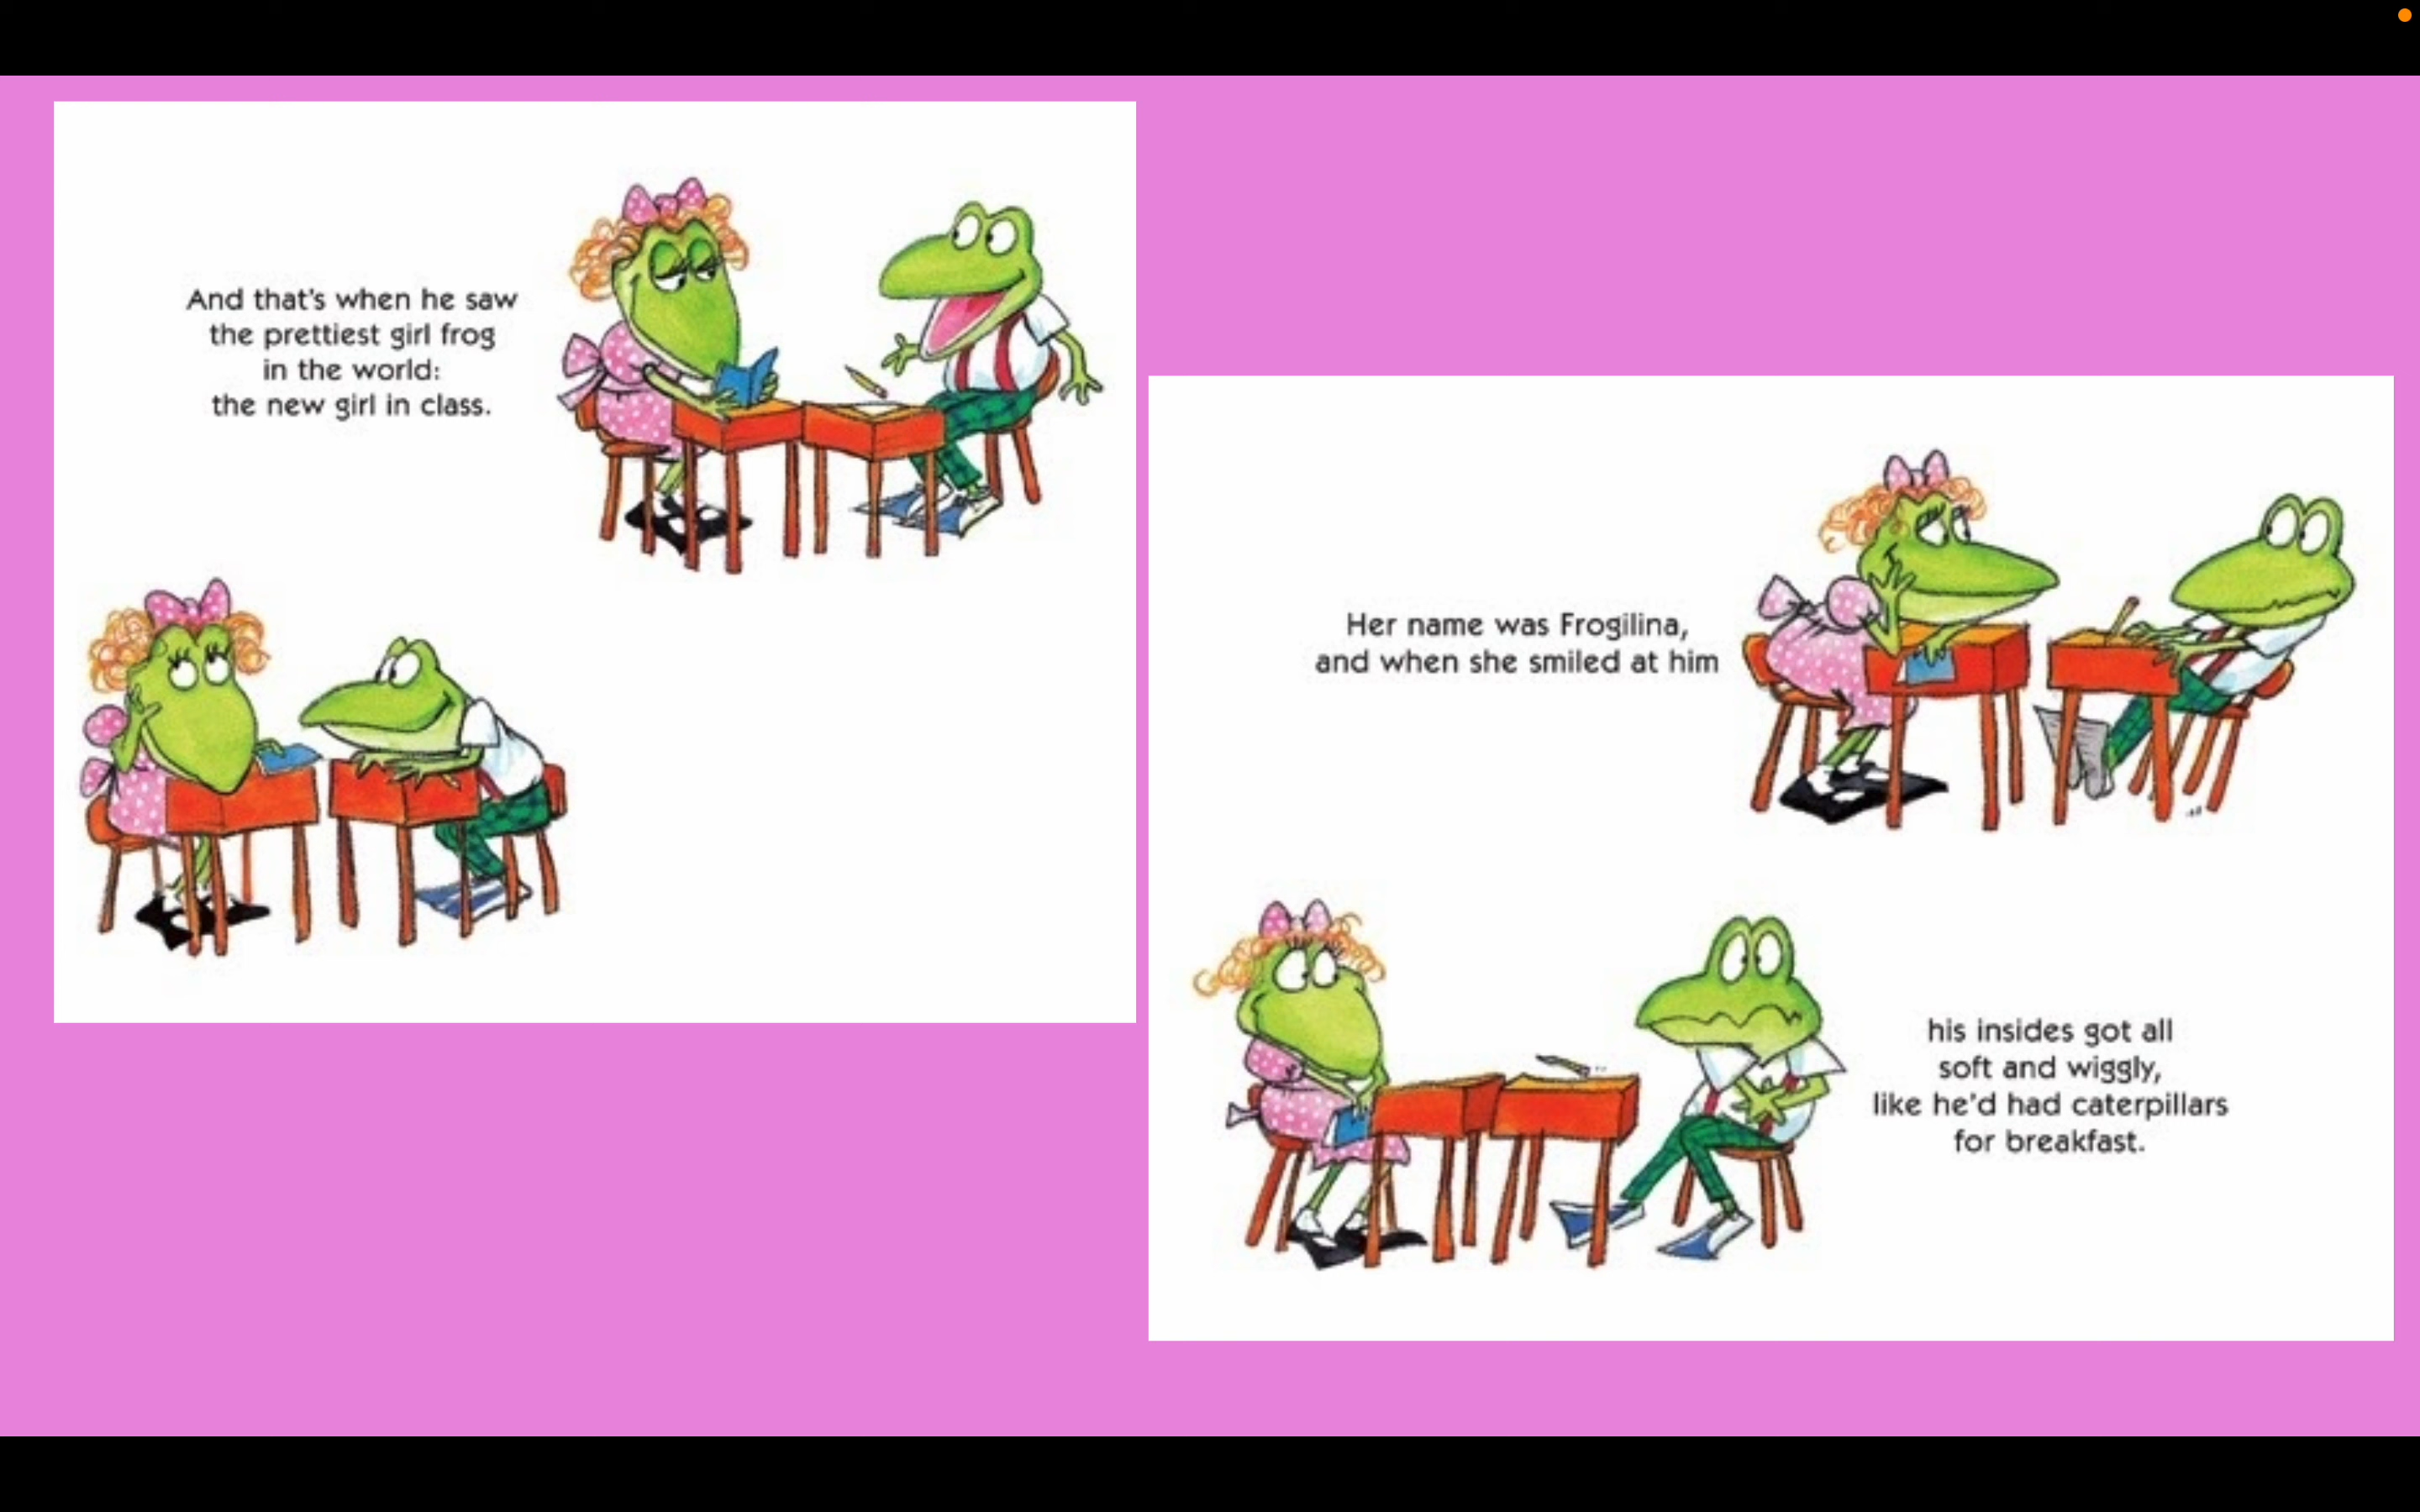 And that's when he saw
the prettiest girl frog
in the world:
the new girl in class.
Her name was Frogilina,
and when she smiled at him
his insides got all
soft and wiggly,
like he'd had caterpillars
for breakfast.